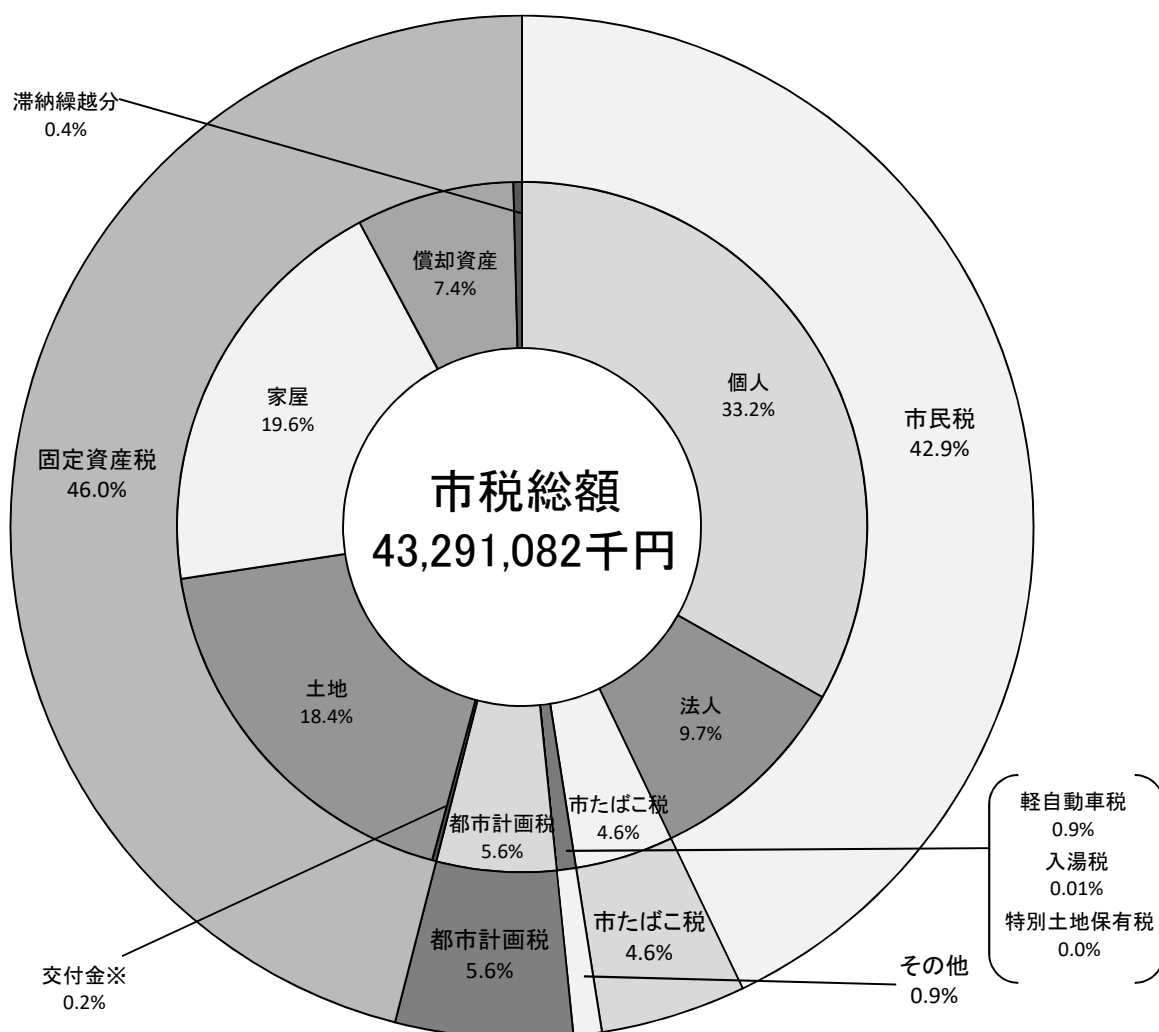 滞納繰越分
0.4%
償却資産
7.4%
家屋
19.6%
個人
33.2%
市民税
42.9%
固定資産税
46.0%
市税総額
43,291,082千円
土地
18.4%
法人
9.7%
都市計画税
5.6%
市たばこ税
4.6%
軽自動車税
0.9%
入湯税
0.01%
特別土地保有税
0.0%
交付金※
0.2%
都市計画税
5.6%
市たばこ税
4.6%
その他
0.9%